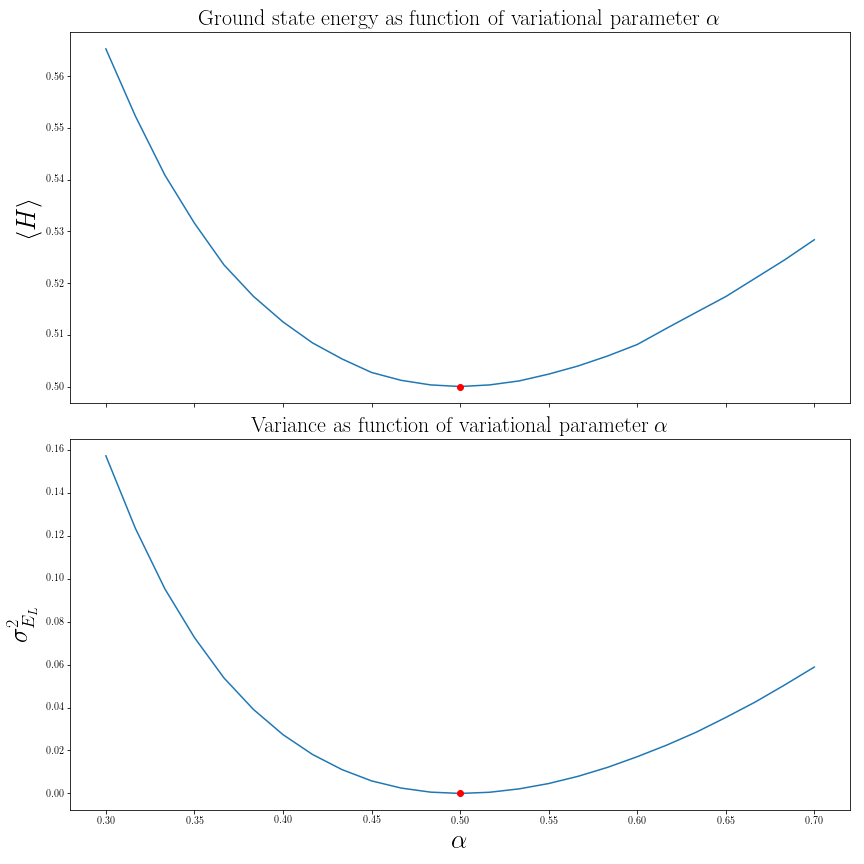 Ground state energy as function of variational parameter α
0.56
0.55
0.54
0.53
0.52
0.51
0.50
⟨H⟩
Variance as function of variational parameter α
0.16
0.14
0.12
0.10
0.08
0.06
0.04
0.02
0.00
σ²_{E_L}
0.30 0.35 0.40 0.45 0.50 0.55 0.60 0.65 0.70
α